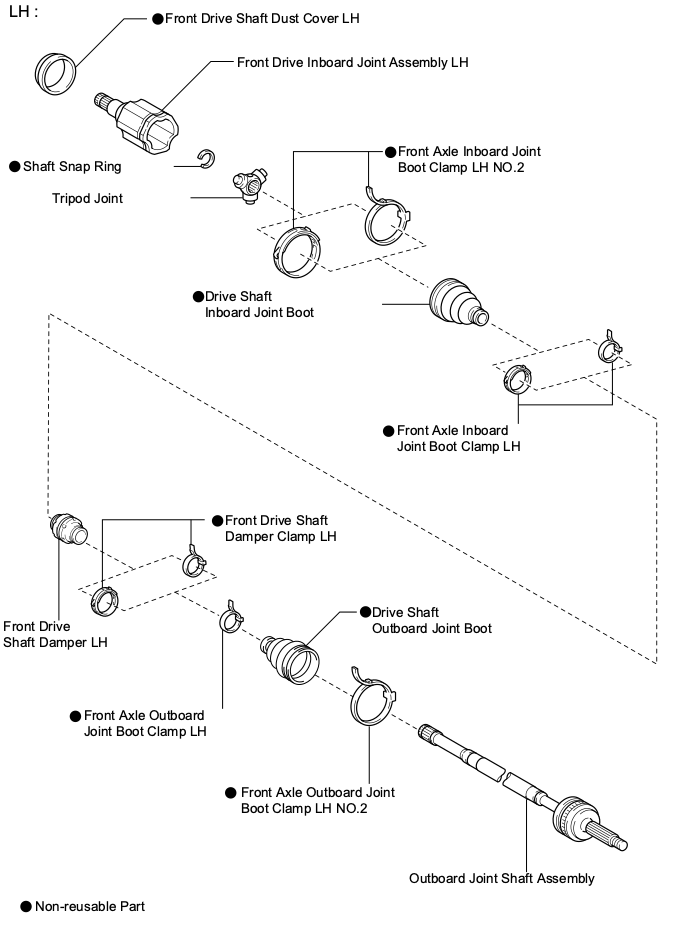 LH :
●Front Drive Shaft Dust Cover LH
Front Drive Inboard Joint Assembly LH
●Front Axle Inboard Joint
Boot Clamp LH NO.2
●Shaft Snap Ring
Tripod Joint
●Drive Shaft
Inboard Joint Boot
●Front Axle Inboard
Joint Boot Clamp LH
●Front Drive Shaft
Damper Clamp LH
●Drive Shaft
Outboard Joint Boot
Front Drive
Shaft Damper LH
●Front Axle Outboard
Joint Boot Clamp LH
●Front Axle Outboard Joint
Boot Clamp LH NO.2
Outboard Joint Shaft Assembly
●Non-reusable Part